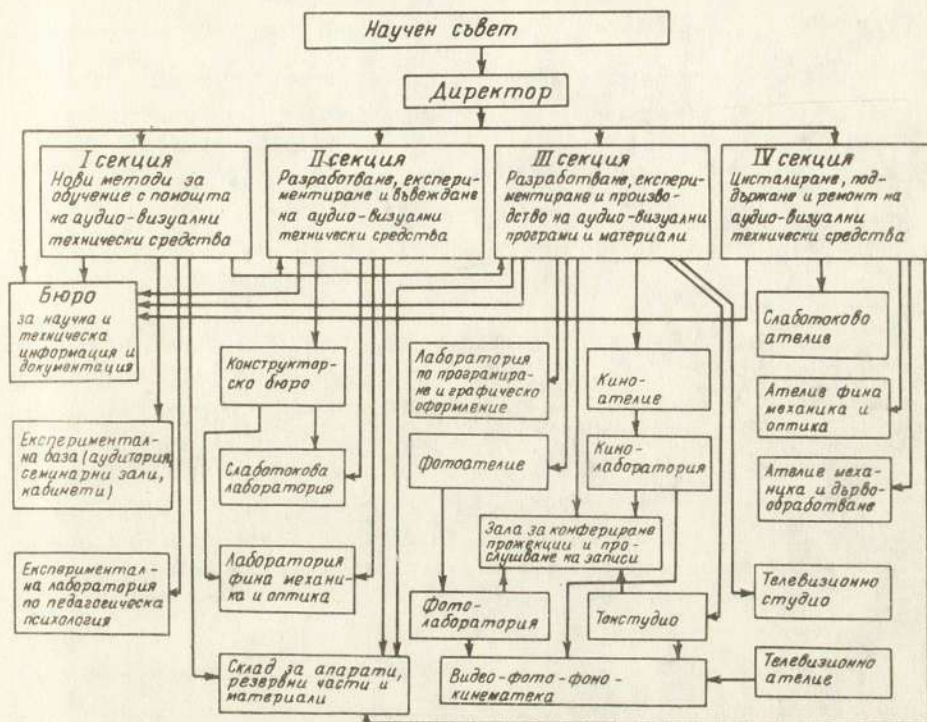 Научен съвет
Директор
I секция
Нови методи за
обучение с помощта
на аудио-визуални
технически средства
II секция
Разработване, експери-
ментиране и въвеждане
на аудио-визуални
технически средства
III секция
Разработване, експери-
ментиране и производ-
ство на аудио-визуални
програми и материали
IV секция
Цнсталиране, под-
държане и ремонт на
аудио-визуални
технически средства
Бюро
за научна и
техническа
информация и
документация
Конструктор-
ско бюро
Лаборатория
по програмира-
не и графическо
оформление
Кино-
ателие
Слаботоково
ателив
Ателив фина
механика и
оптика
Експериментал-
на база (аудитория,
семинарни зали,
кабинети)
Слаботокова
лаборатория
Фотоателие
Кино-
лаборатория
Ателие меха-
ника и дърво-
обработване
Зала за конфериране
прожекции и про-
слушване на записи
Експериментал-
на лаборатория
по педагогическа
психология
Лаборатория
фина механи-
ка и оптика
Фото-
лаборатория
Тонстудио
Телевизионно
студио
Склад за апарати,
резервни части и
материали
Видео-фото-фоно-
кинематека
Телевизионно
ателие